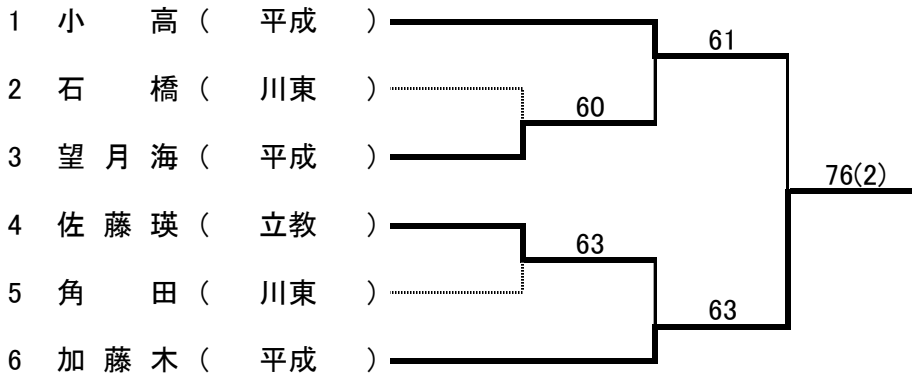 1 小 高 ( 平成 )
61
2 石 橋 ( 川東 )
60
3 望 月 海 ( 平成 )
76(2)
4 佐 藤 瑛 ( 立教 )
63
5 角 田 ( 川東 )
63
6 加 藤 木 ( 平成 )